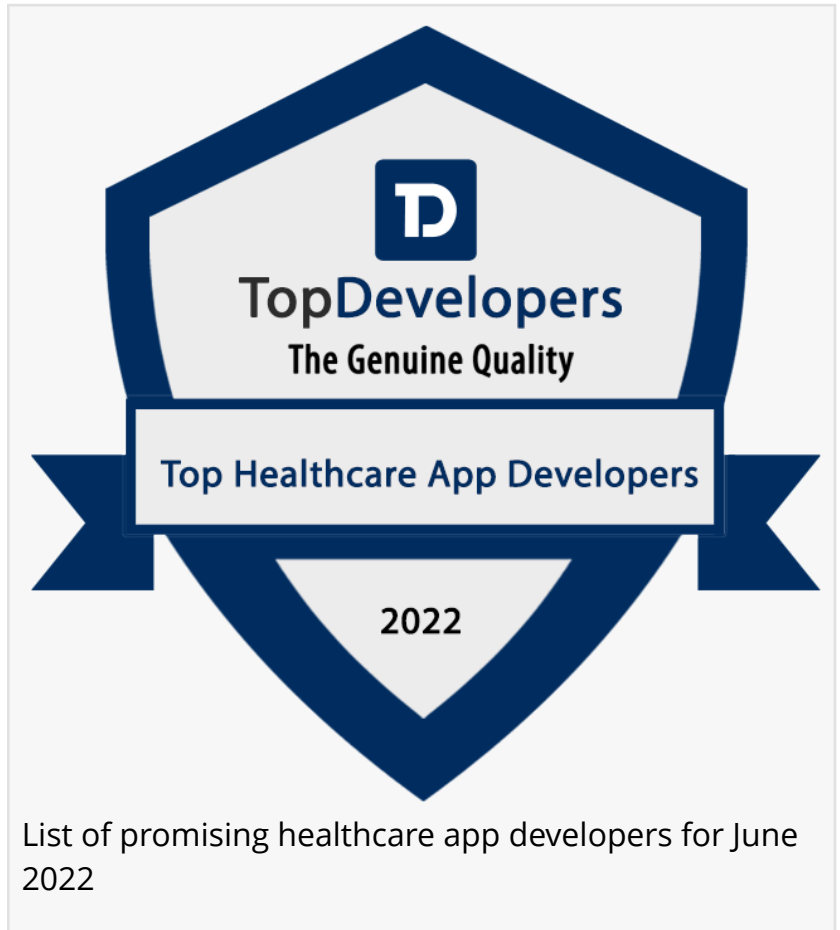 TD
TopDevelopers
The Genuine Quality
Top Healthcare App Developers
2022
List of promising healthcare app developers for June
2022